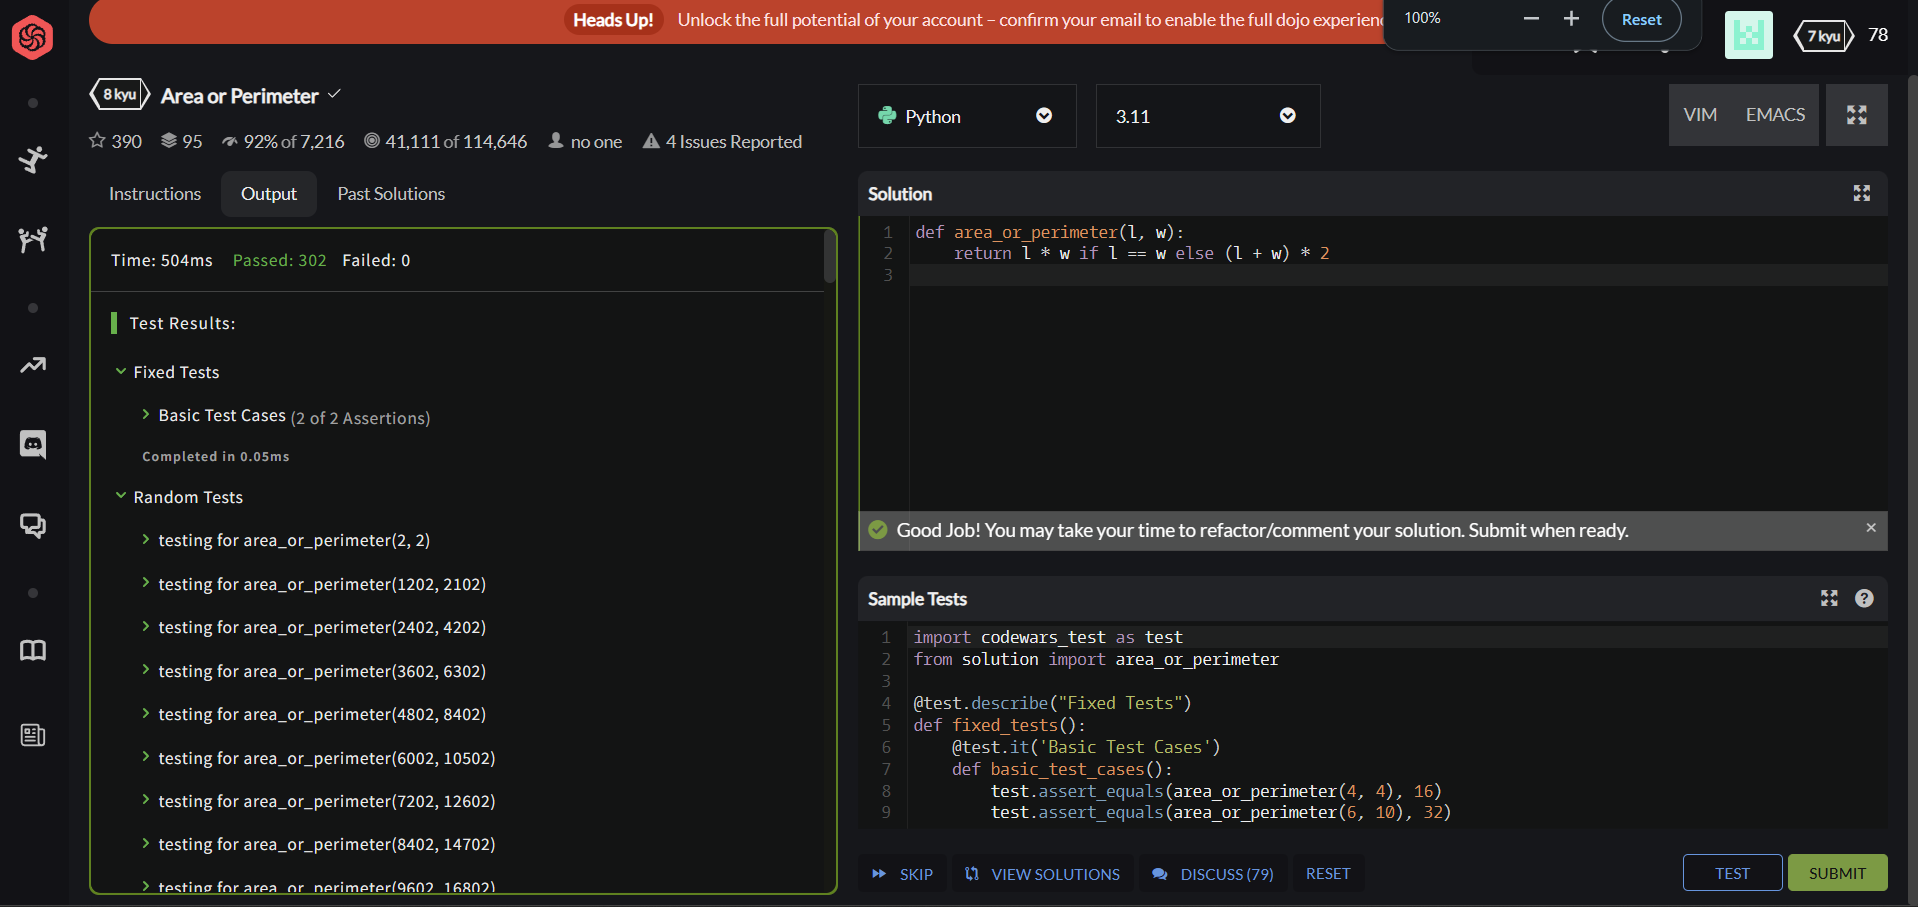 Heads Up! Unlock the full potential of your account – confirm your email to enable the full dojo
100% Reset
7 kyu 78
8 kyu Area or Perimeter
390 95 92% of 7,216 41,111 of 114,646 no one 4 Issues Reported
Instructions Output Past Solutions
Time: 504ms Passed: 302 Failed: 0
Test Results:
Fixed Tests
Basic Test Cases (2 of 2 Assertions)
Completed in 0.05ms
Random Tests
testing for area_or_perimeter(2, 2)
testing for area_or_perimeter(1202, 2102)
testing for area_or_perimeter(2402, 4202)
testing for area_or_perimeter(3602, 6302)
testing for area_or_perimeter(4802, 8402)
testing for area_or_perimeter(6002, 10502)
testing for area_or_perimeter(7202, 12602)
testing for area_or_perimeter(8402, 14702)
testing for area_or_perimeter(9602, 16802)
Python 3.11
VIM EMACS
Solution
1 def area_or_perimeter(l, w):
2     return l * w if l == w else (l + w) * 2
3
Good Job! You may take your time to refactor/comment your solution. Submit when ready.
Sample Tests
1 import codewars_test as test
2 from solution import area_or_perimeter
3
4 @test.describe("Fixed Tests")
5 def fixed_tests():
6     @test.it('Basic Test Cases')
7     def basic_test_cases():
8         test.assert_equals(area_or_perimeter(4, 4), 16)
9         test.assert_equals(area_or_perimeter(6, 10), 32)
SKIP VIEW SOLUTIONS DISCUSS (79) RESET TEST SUBMIT